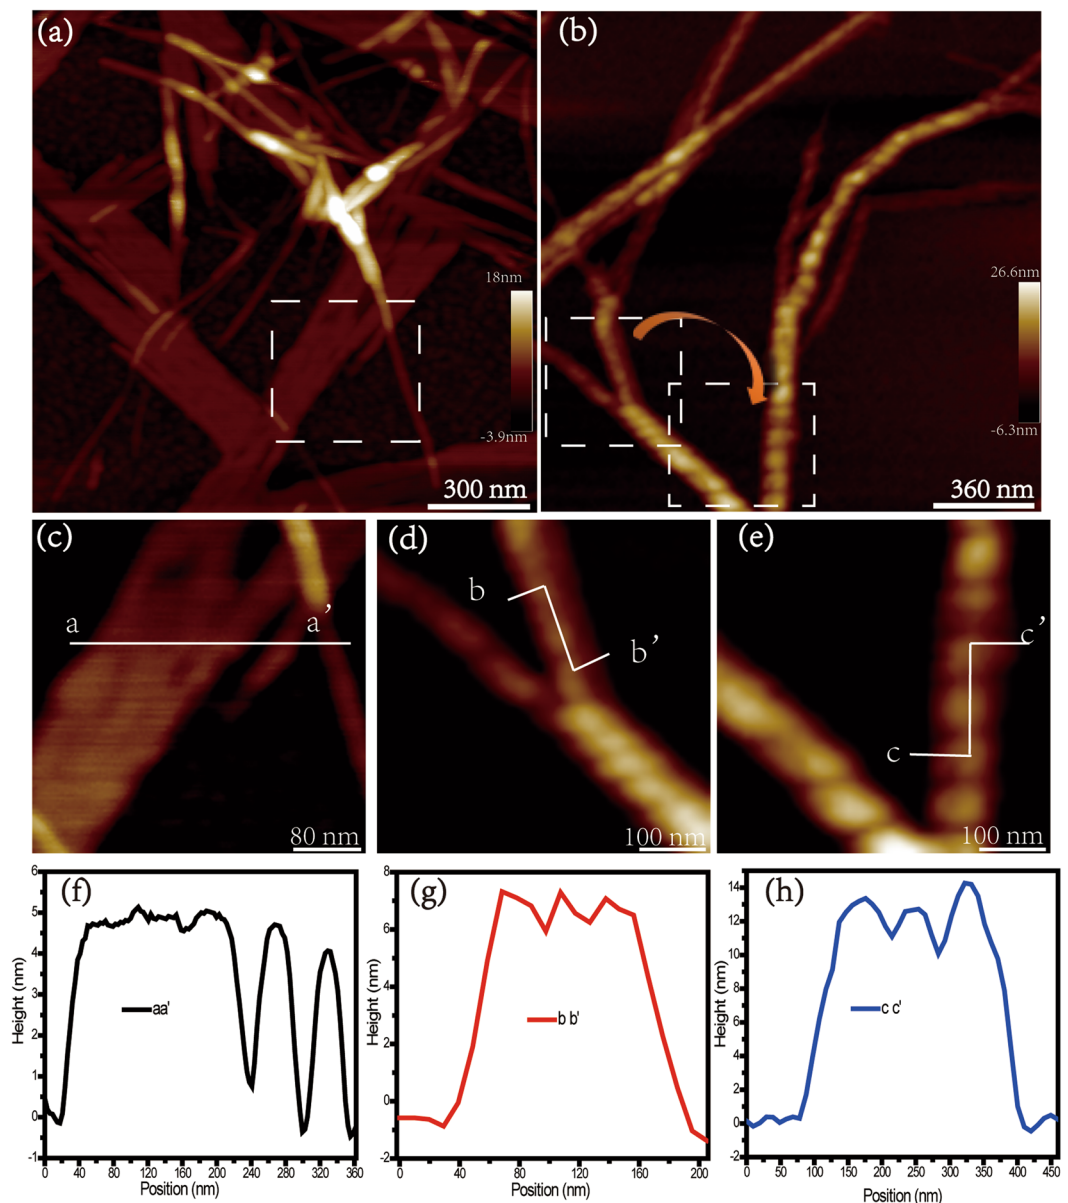 (a)
18nm
-3.9nm
300 nm
(b)
26.6nm
-6.3nm
360 nm
(c)
a
a’
80 nm
(d)
b
b’
100 nm
(e)
c’
c
100 nm
(f)
6
5
4
3
2
1
0
-1
Height (nm)
aa'
0 40 80 120 160 200 240 280 320 360
Position (nm)
(g)
8
6
4
2
0
-2
Height (nm)
b b'
0 40 80 120 160 200
Position (nm)
(h)
14
12
10
8
6
4
12
0
-2
Height (nm)
c c'
0 50 100 150 200 250 300 350 400 450
Position (nm)